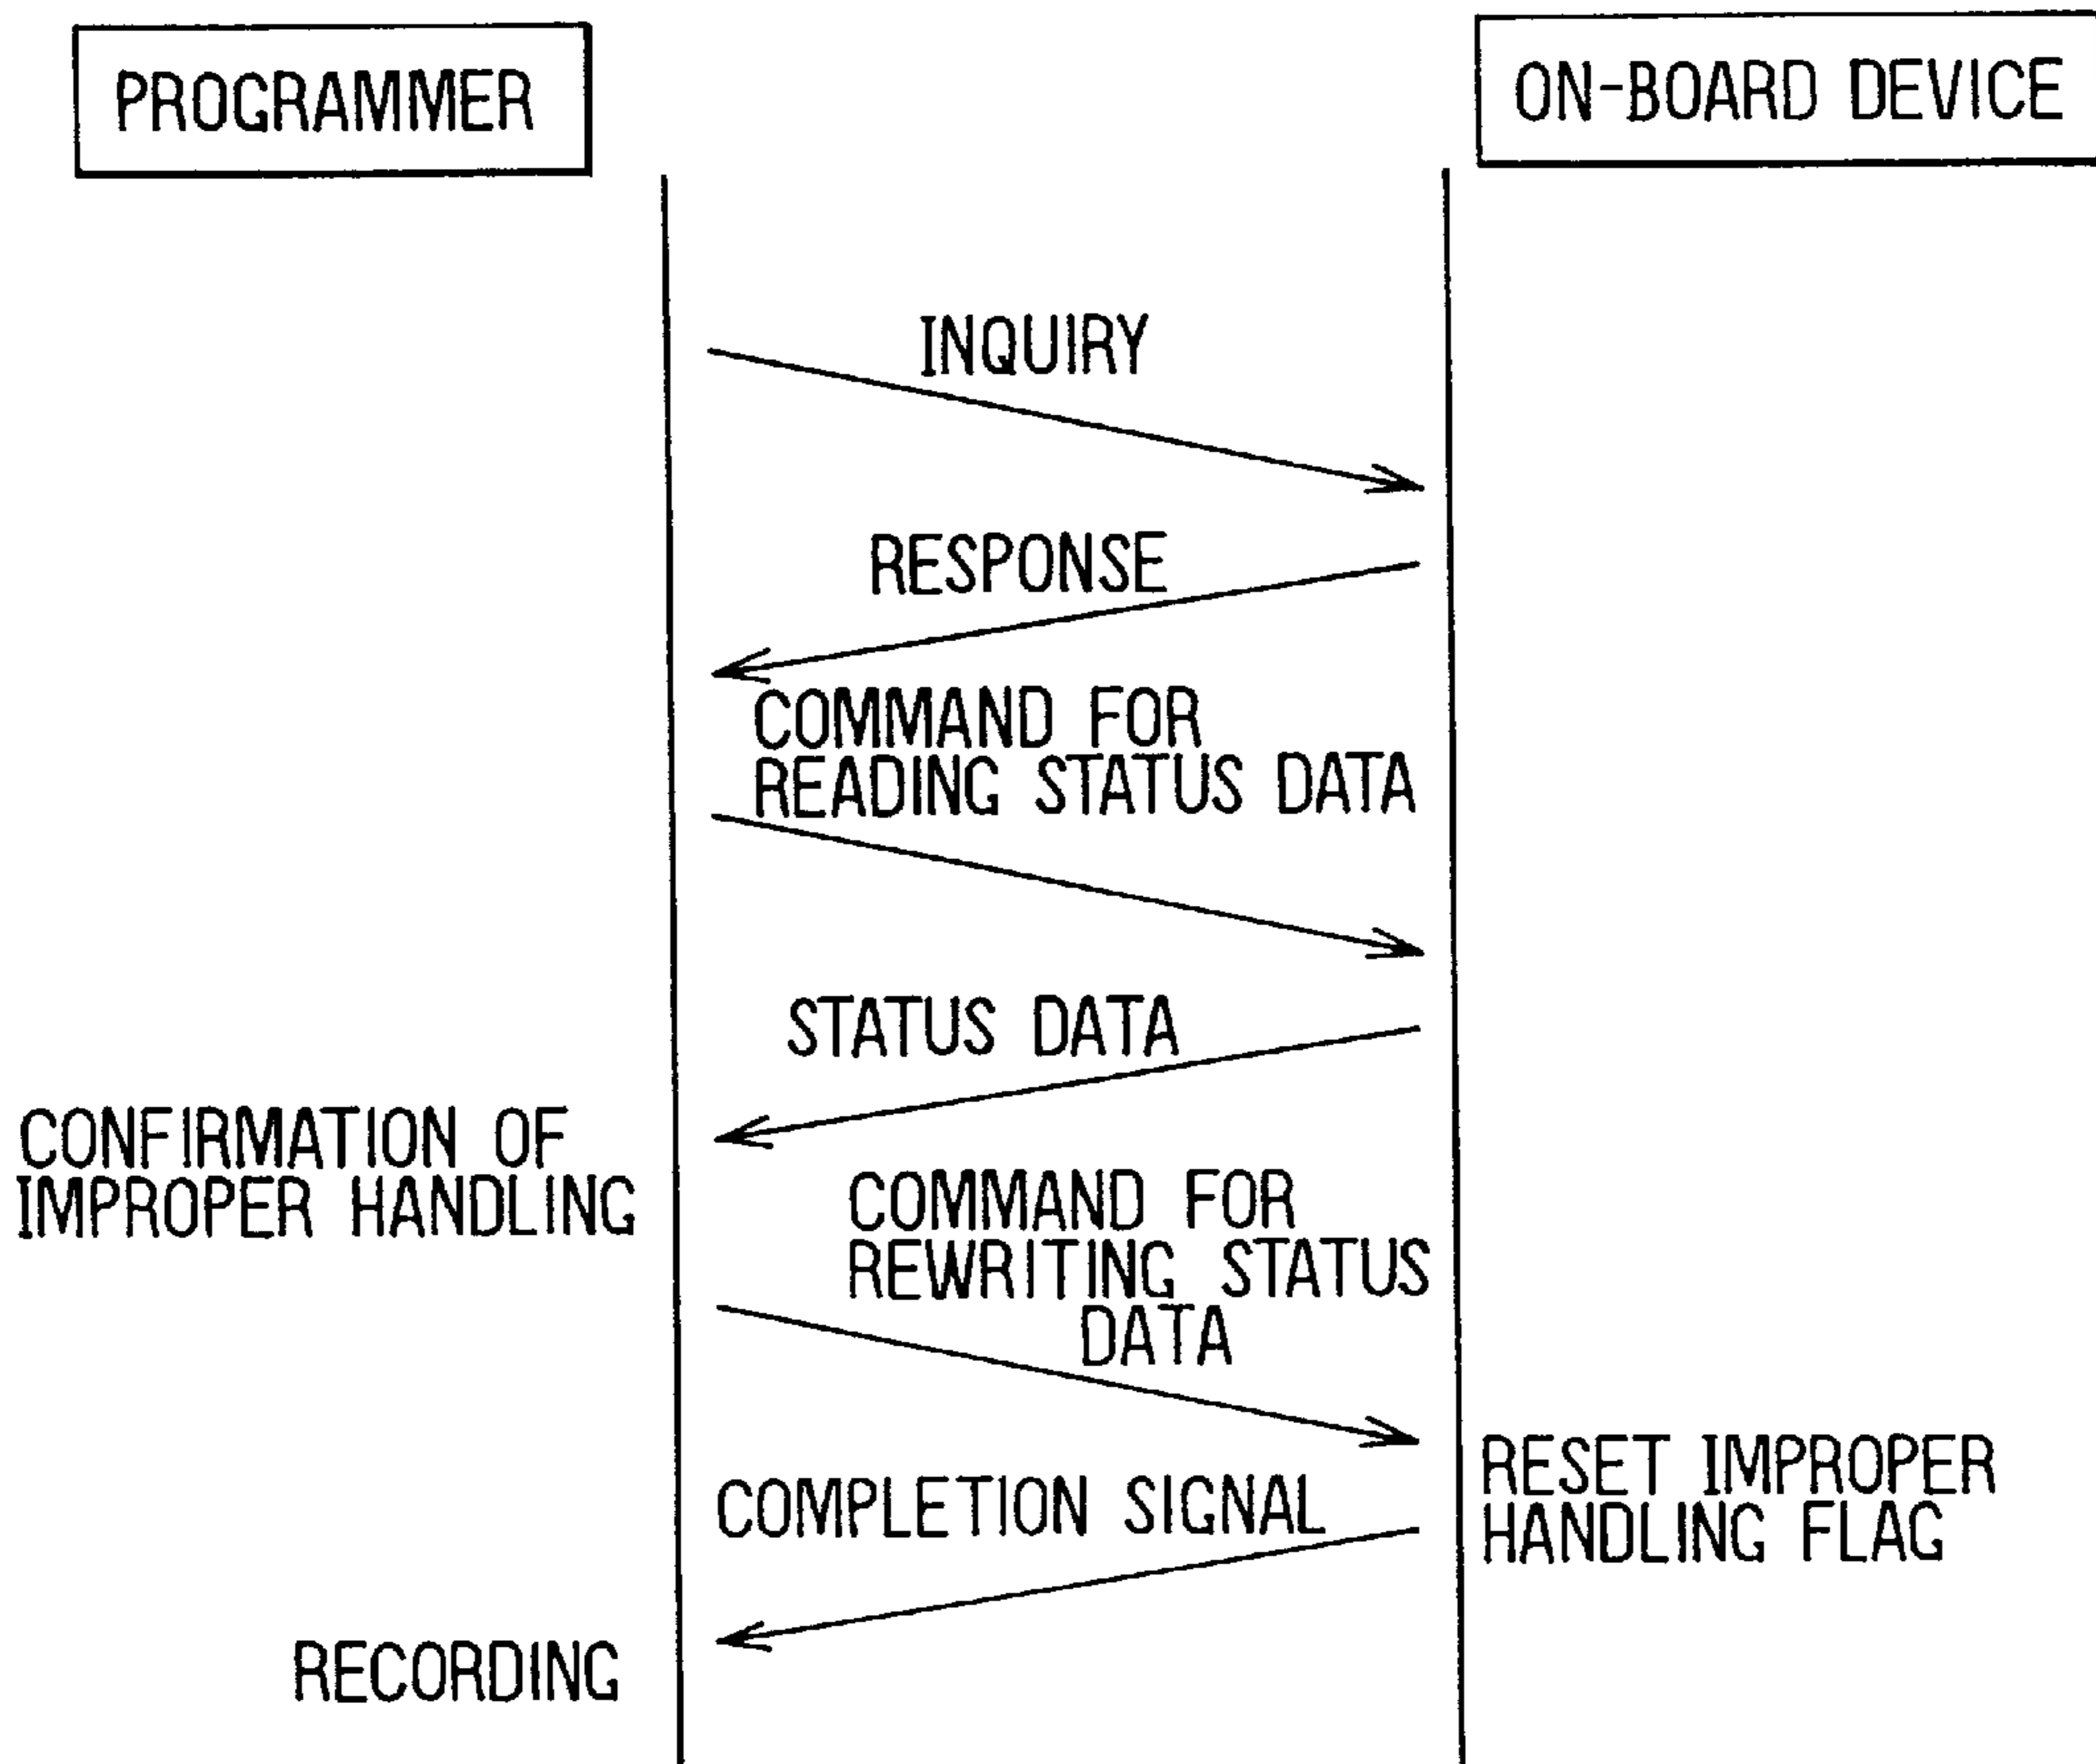 PROGRAMMER
ON-BOARD DEVICE
INQUIRY
RESPONSE
COMMAND FOR
READING STATUS DATA
STATUS DATA
CONFIRMATION OF
IMPROPER HANDLING
COMMAND FOR
REWRITING STATUS
DATA
RESET IMPROPER
HANDLING FLAG
COMPLETION SIGNAL
RECORDING